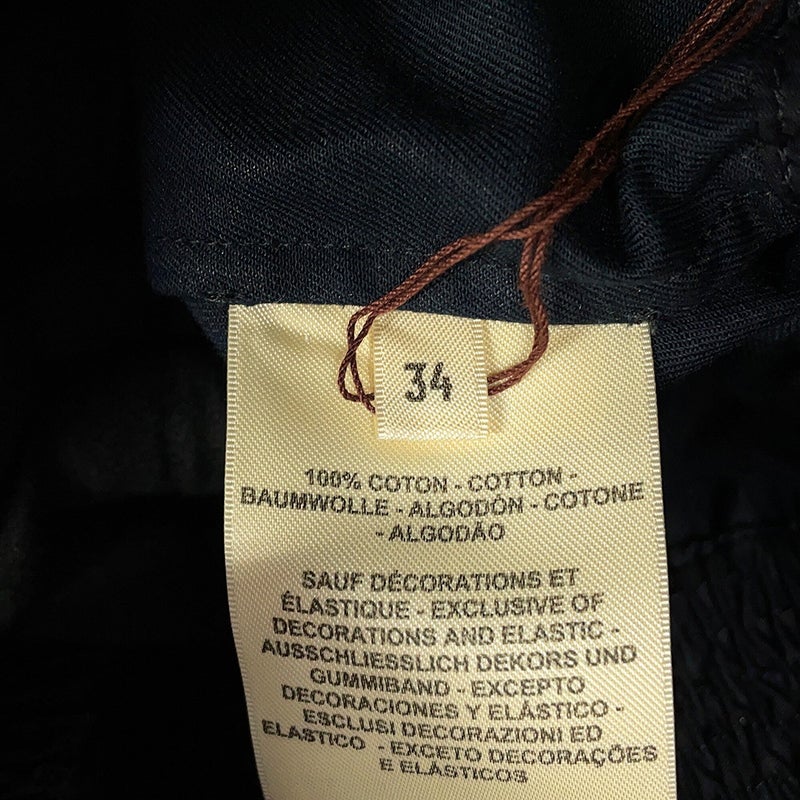 34
100% COTON - COTTON -
BAUMWOLLE - ALGODÓN - COTONE
- ALGODÃO
SAUF DÉCORATIONS ET
ÉLASTIQUE - EXCLUSIVE OF
DECORATIONS AND ELASTIC -
AUSSCHLIESSLICH DEKORS UND
GUMMIBAND - EXCEPTO
DECORACIONES Y ELÁSTICO -
ESCLUSI DECORAZIONI ED
ELASTICO - EXCETO DECORAÇÕES
E ELÁSTICOS